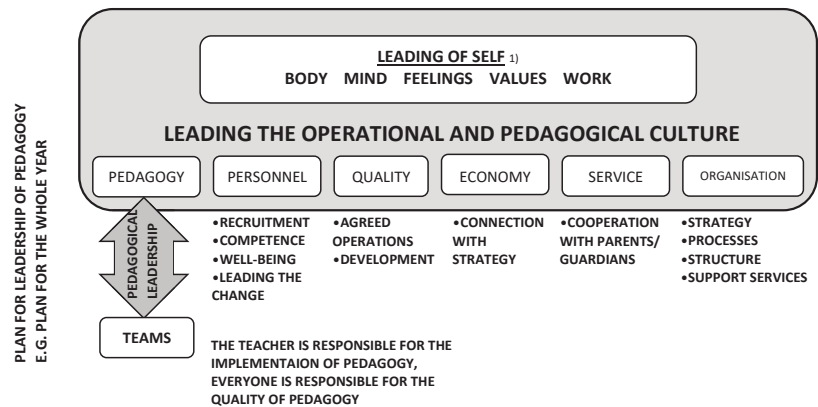 PLAN FOR LEADERSHIP OF PEDAGOGY
E.G. PLAN FOR THE WHOLE YEAR
LEADING OF SELF 1)
BODY MIND FEELINGS VALUES WORK
LEADING THE OPERATIONAL AND PEDAGOGICAL CULTURE
PEDAGOGY
PERSONNEL
QUALITY
ECONOMY
SERVICE
ORGANISATION
PEDAGOGICAL
LEADERSHIP
•RECRUITMENT
•COMPETENCE
•WELL-BEING
•LEADING THE
CHANGE
•AGREED
OPERATIONS
•DEVELOPMENT
•CONNECTION
WITH
STRATEGY
•COOPERATION
WITH PARENTS/
GUARDIANS
•STRATEGY
•PROCESSES
•STRUCTURE
•SUPPORT SERVICES
TEAMS
THE TEACHER IS RESPONSIBLE FOR THE
IMPLEMENTAION OF PEDAGOGY,
EVERYONE IS RESPONSIBLE FOR THE
QUALITY OF PEDAGOGY